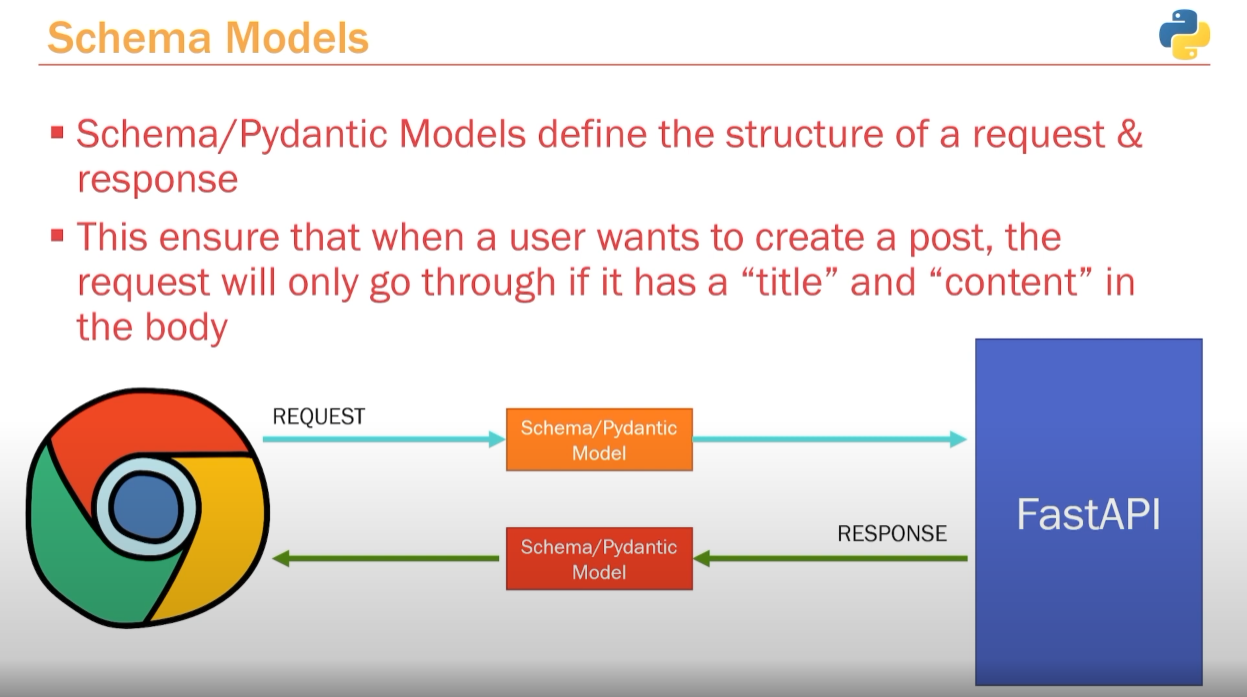 Schema Models
▪ Schema/Pydantic Models define the structure of a request &
response
▪ This ensure that when a user wants to create a post, the
request will only go through if it has a “title” and “content” in
the body
REQUEST
Schema/Pydantic
Model
FastAPI
RESPONSE
Schema/Pydantic
Model